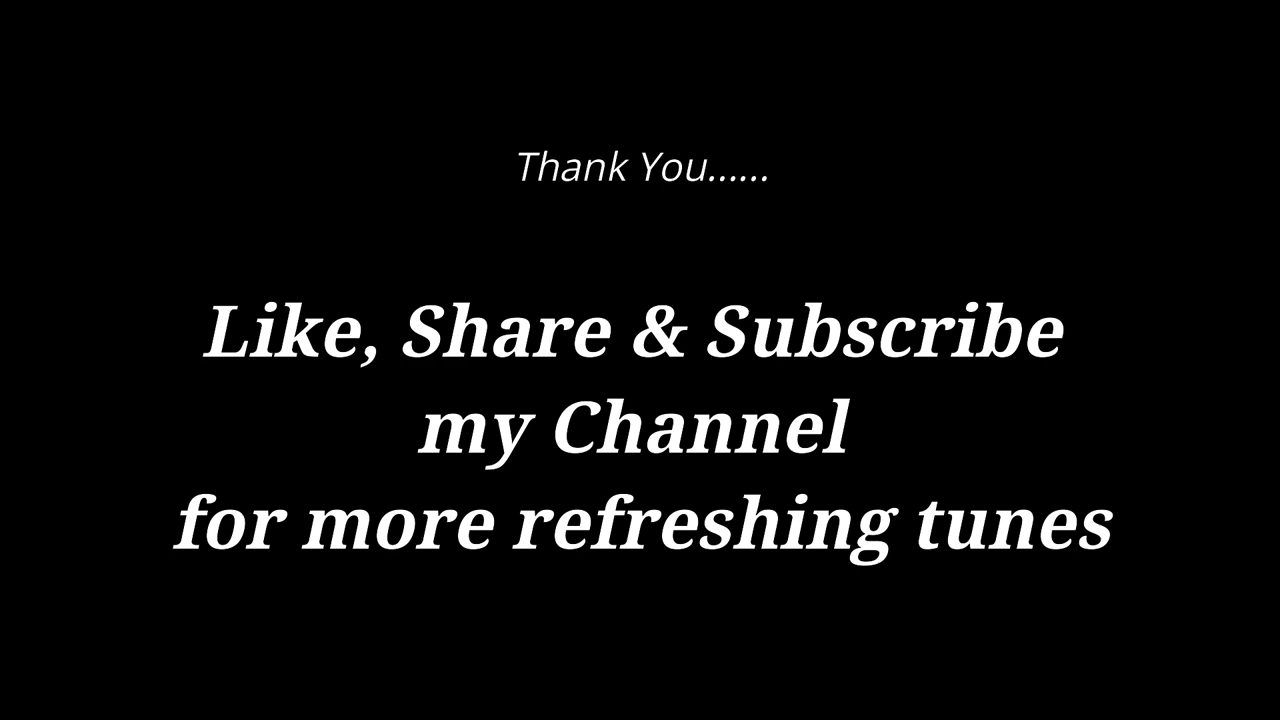 Thank You......
Like, Share & Subscribe
my Channel
for more refreshing tunes